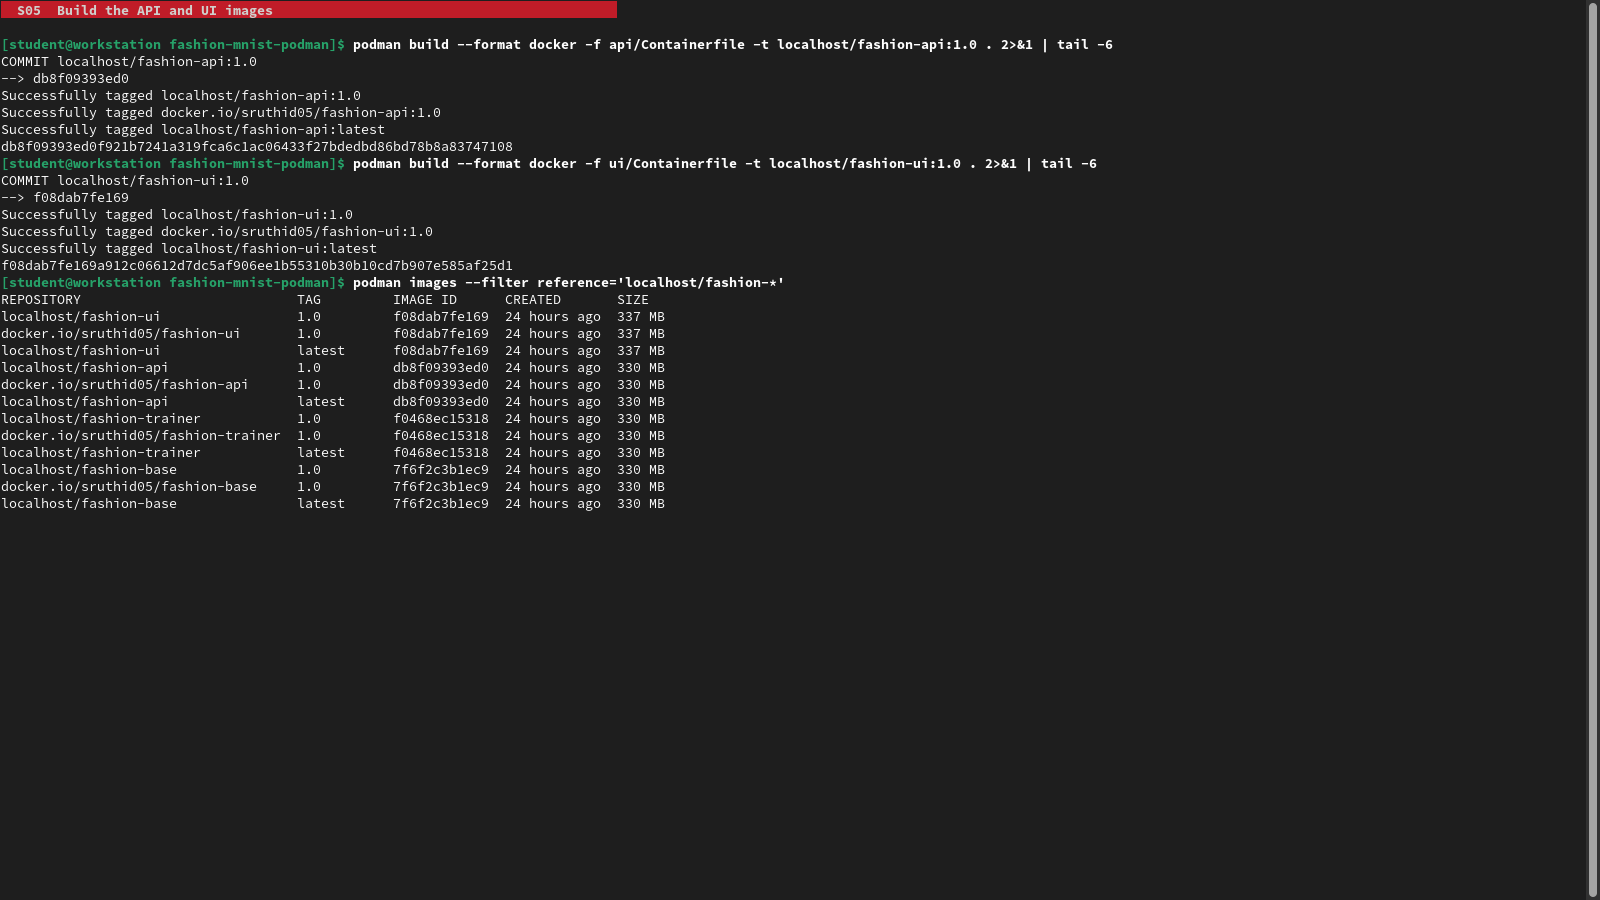 S05  Build the API and UI images
[student@workstation fashion-mnist-podman]$ podman build --format docker -f api/Containerfile -t localhost/fashion-api:1.0 . 2>&1 | tail -6
COMMIT localhost/fashion-api:1.0
--> db8f09393ed0
Successfully tagged localhost/fashion-api:1.0
Successfully tagged docker.io/sruthid05/fashion-api:1.0
Successfully tagged localhost/fashion-api:latest
db8f09393ed0f921b7241a319fca6c1ac06433f27bdedbd86bd78b8a83747108
[student@workstation fashion-mnist-podman]$ podman build --format docker -f ui/Containerfile -t localhost/fashion-ui:1.0 . 2>&1 | tail -6
COMMIT localhost/fashion-ui:1.0
--> f08dab7fe169
Successfully tagged localhost/fashion-ui:1.0
Successfully tagged docker.io/sruthid05/fashion-ui:1.0
Successfully tagged localhost/fashion-ui:latest
f08dab7fe169a912c06612d7dc5af906ee1b55310b30b10cd7b907e585af25d1
[student@workstation fashion-mnist-podman]$ podman images --filter reference='localhost/fashion-*'
REPOSITORY                           TAG         IMAGE ID      CREATED       SIZE
localhost/fashion-ui                 1.0         f08dab7fe169  24 hours ago  337 MB
docker.io/sruthid05/fashion-ui       1.0         f08dab7fe169  24 hours ago  337 MB
localhost/fashion-ui                 latest      f08dab7fe169  24 hours ago  337 MB
localhost/fashion-api                1.0         db8f09393ed0  24 hours ago  330 MB
docker.io/sruthid05/fashion-api      1.0         db8f09393ed0  24 hours ago  330 MB
localhost/fashion-api                latest      db8f09393ed0  24 hours ago  330 MB
localhost/fashion-trainer            1.0         f0468ec15318  24 hours ago  330 MB
docker.io/sruthid05/fashion-trainer  1.0         f0468ec15318  24 hours ago  330 MB
localhost/fashion-trainer            latest      f0468ec15318  24 hours ago  330 MB
localhost/fashion-base               1.0         7f6f2c3b1ec9  24 hours ago  330 MB
docker.io/sruthid05/fashion-base     1.0         7f6f2c3b1ec9  24 hours ago  330 MB
localhost/fashion-base               latest      7f6f2c3b1ec9  24 hours ago  330 MB